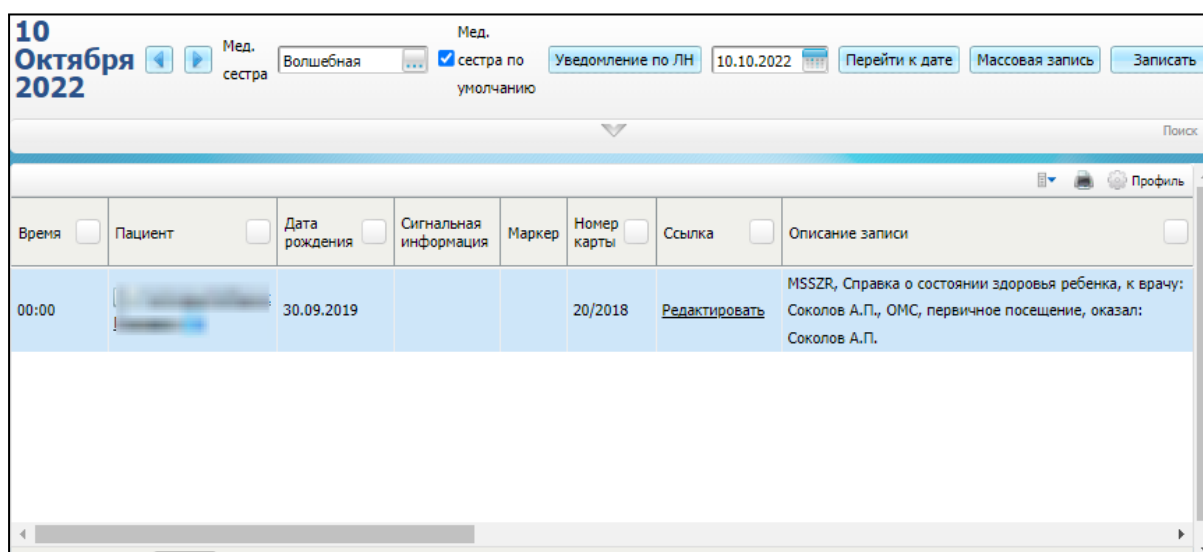 10
Октября
2022
Мед.
сестра
Волшебная
...
Мед.
сестра по
умолчанию
Уведомление по ЛН
10.10.2022
Перейти к дате
Массовая запись
Записать
Поиск
Профиль
Время
Пациент
Дата
рождения
Сигнальная
информация
Маркер
Номер
карты
Ссылка
Описание записи
00:00
30.09.2019
20/2018
Редактировать
MSSZR, Справка о состоянии здоровья ребенка, к врачу:
Соколов А.П., ОМС, первичное посещение, оказал:
Соколов А.П.